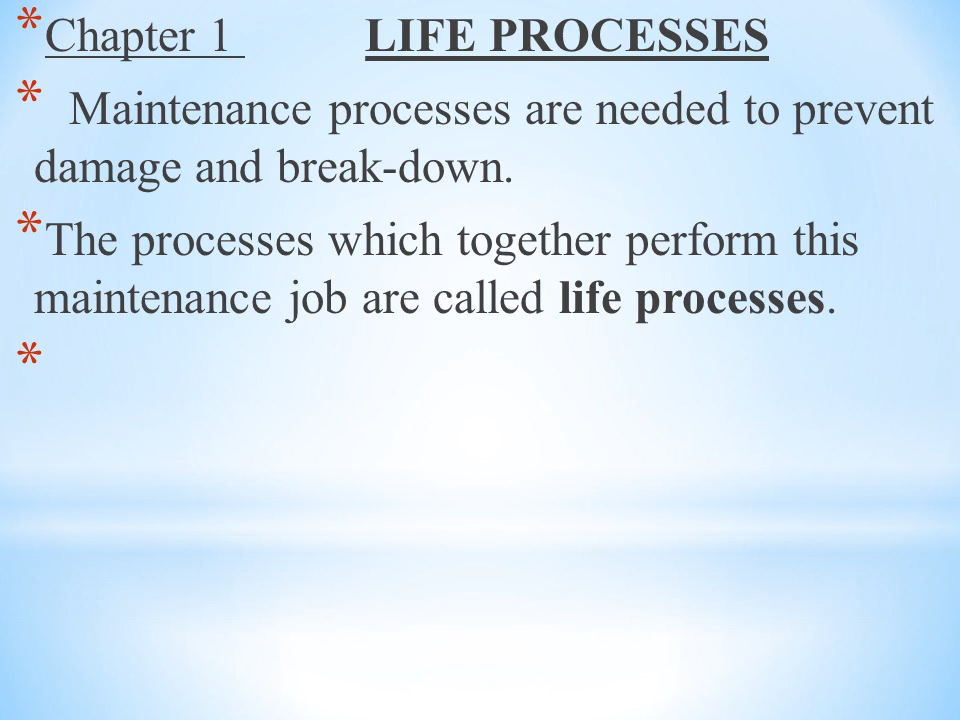 * Chapter 1 LIFE PROCESSES
* Maintenance processes are needed to prevent
damage and break-down.
* The processes which together perform this
maintenance job are called life processes.
*